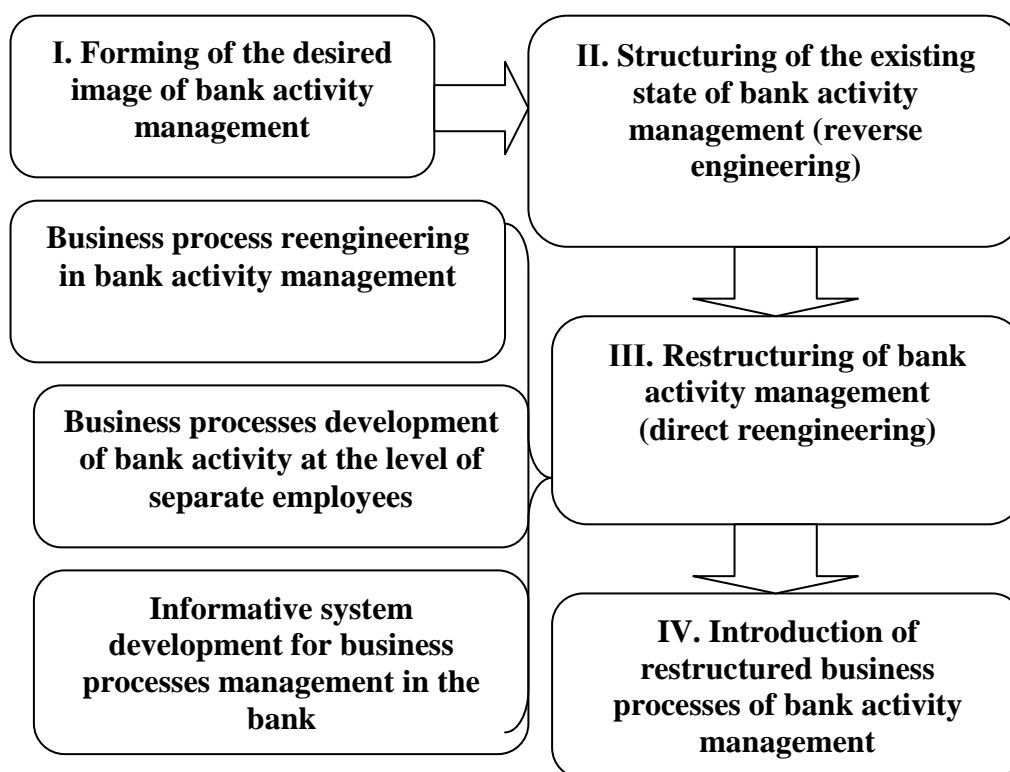 I. Forming of the desired
image of bank activity
management
II. Structuring of the existing
state of bank activity
management (reverse
engineering)
Business process reengineering
in bank activity management
III. Restructuring of bank
activity management
(direct reengineering)
Business processes development
of bank activity at the level of
separate employees
Informative system
development for business
processes management in the
bank
IV. Introduction of
restructured business
processes of bank activity
management